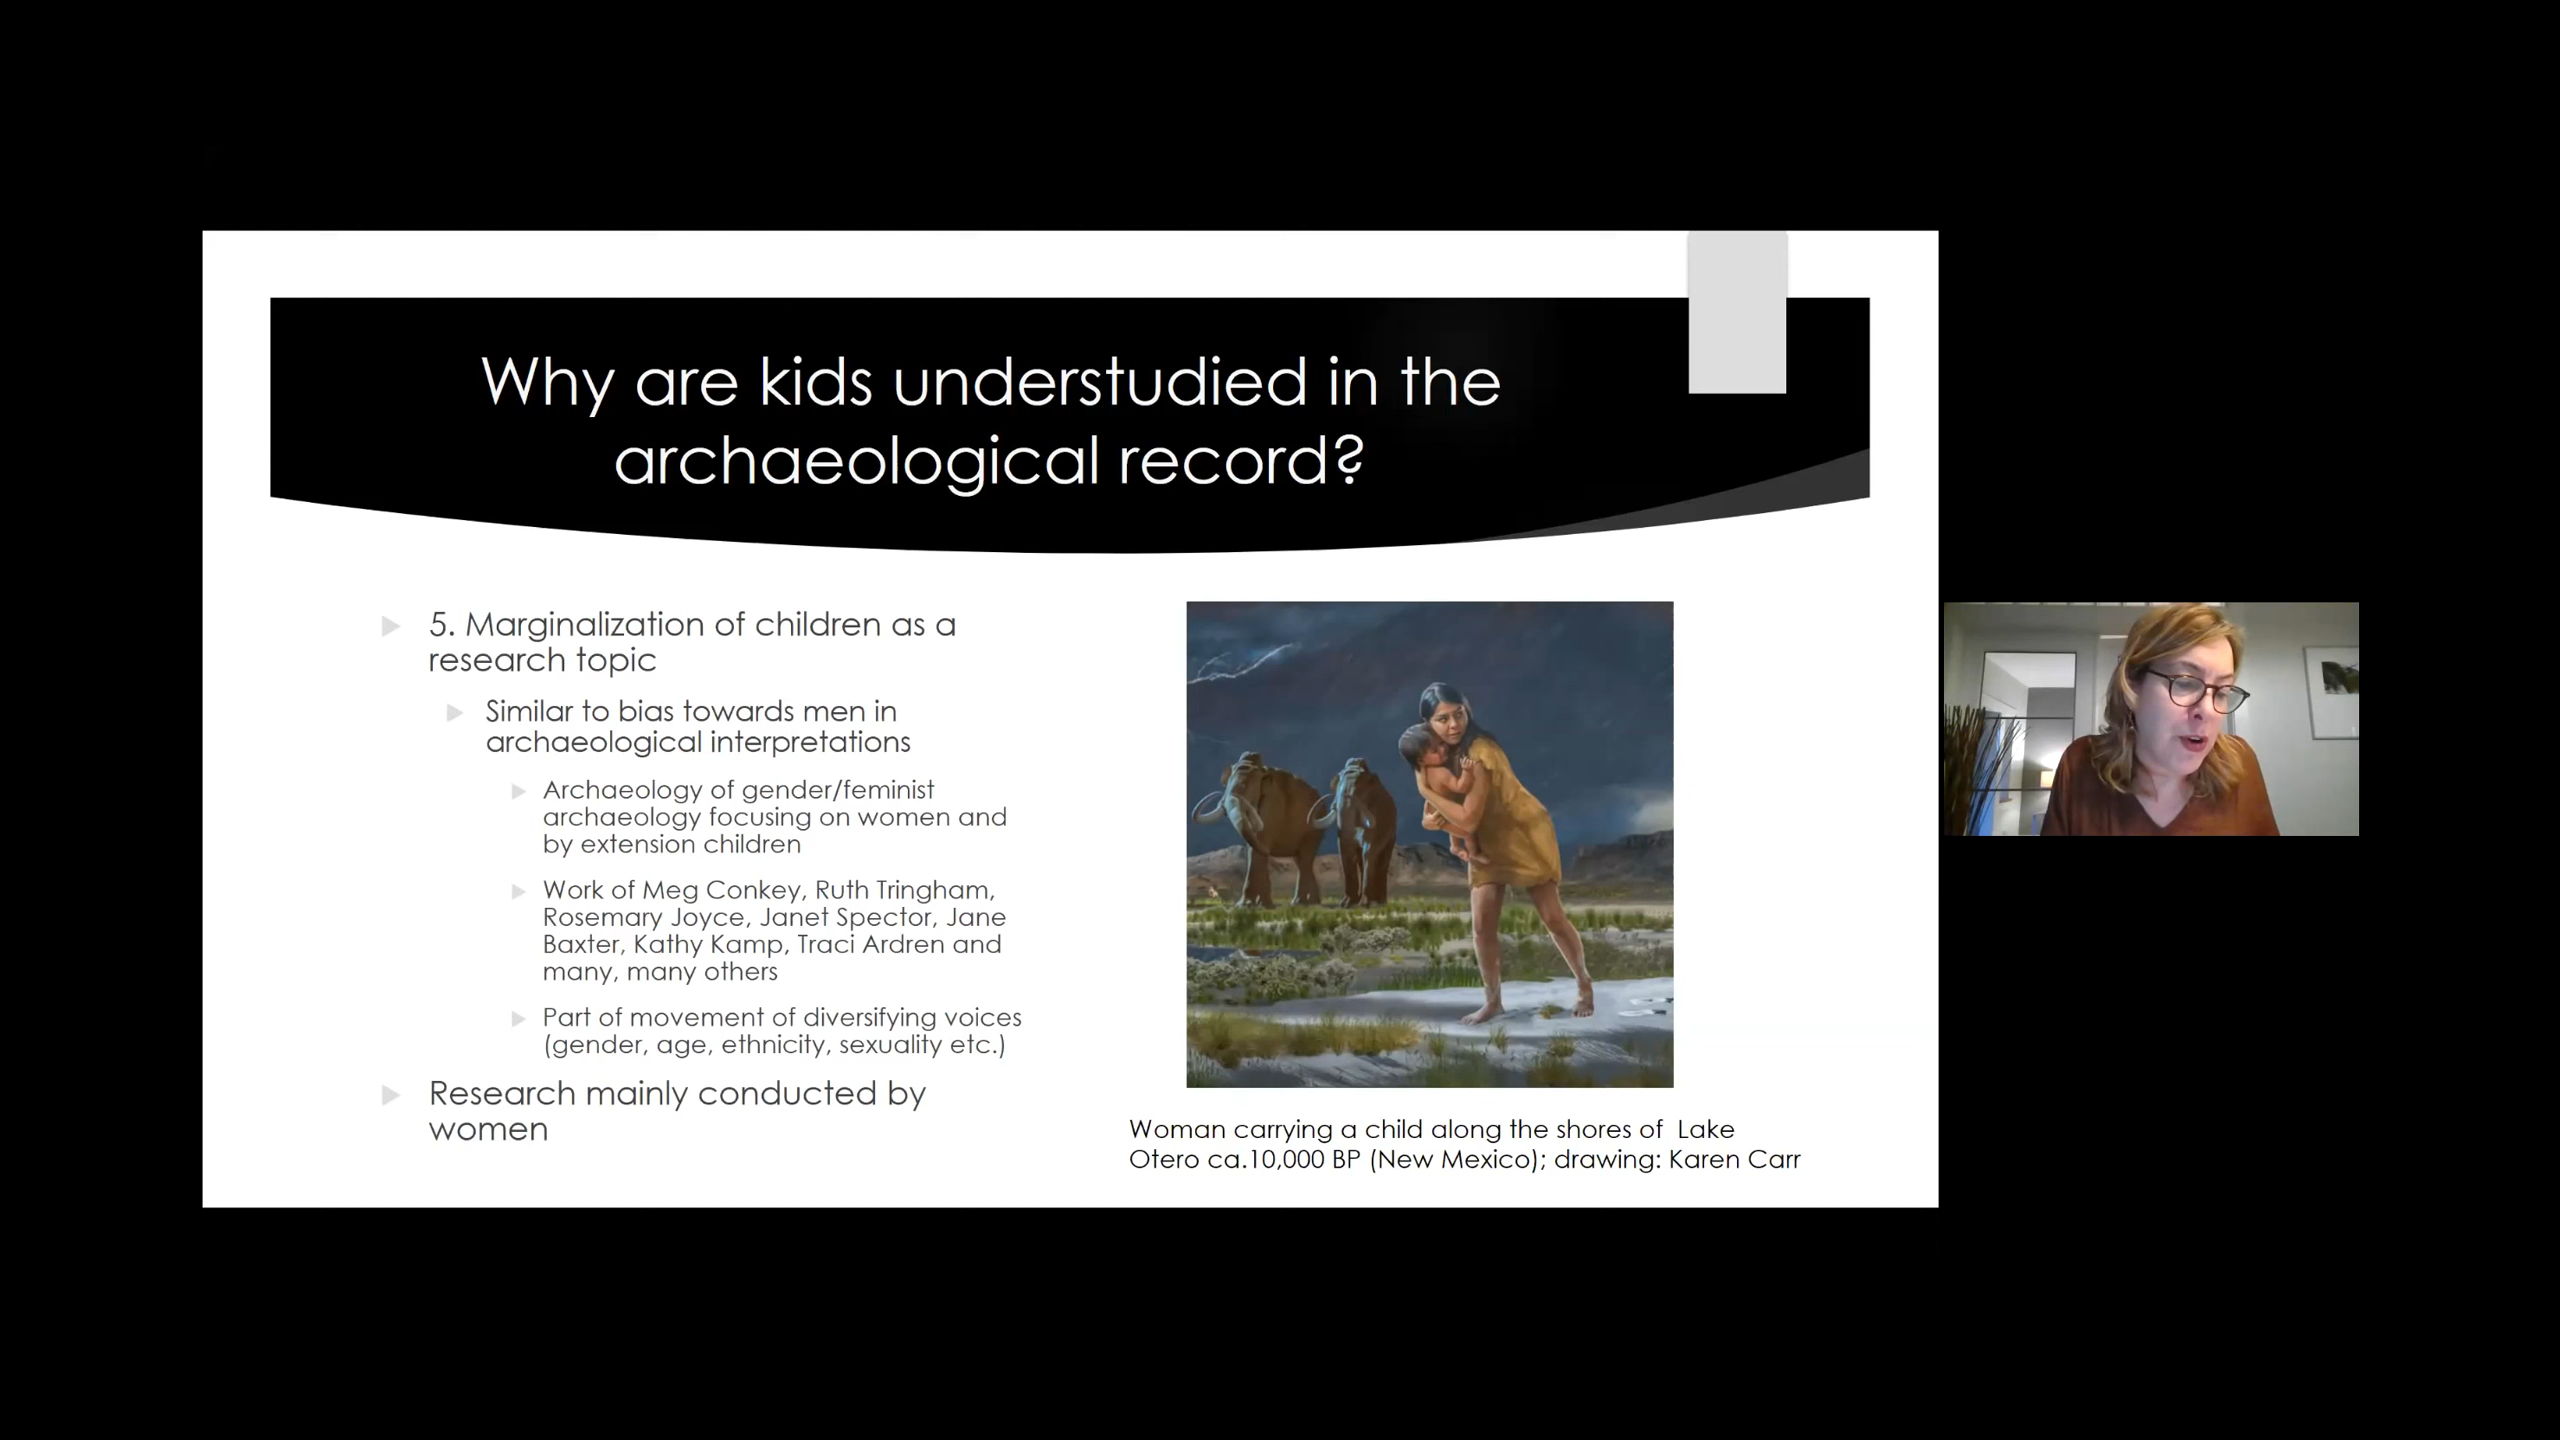 Why are kids understudied in the
archaeological record?
5. Marginalization of children as a
research topic
Similar to bias towards men in
archaeological interpretations
Archaeology of gender/feminist
archaeology focusing on women and
by extension children
Work of Meg Conkey, Ruth Tringham,
Rosemary Joyce, Janet Spector, Jane
Baxter, Kathy Kamp, Traci Ardren and
many, many others
Part of movement of diversifying voices
(gender, age, ethnicity, sexuality etc.)
Research mainly conducted by
women
Woman carrying a child along the shores of  Lake
Otero ca.10,000 BP (New Mexico); drawing: Karen Carr